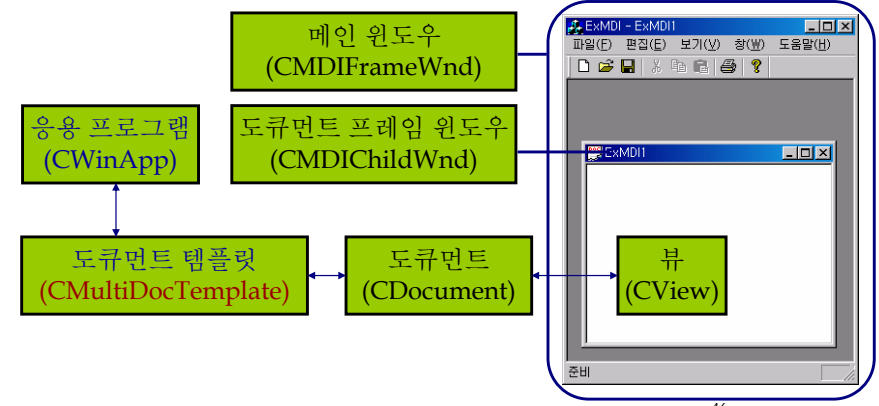 메인 윈도우
(CMDIFrameWnd)
ExMDI - ExMDI1
파일(F) 편집(E) 보기(V) 창(W) 도움말(H)
응용 프로그램
(CWinApp)
도큐먼트 프레임 윈도우
(CMDIChildWnd)
ExMDI1
도큐먼트 템플릿
(CMultiDocTemplate)
도큐먼트
(CDocument)
뷰
(CView)
준비